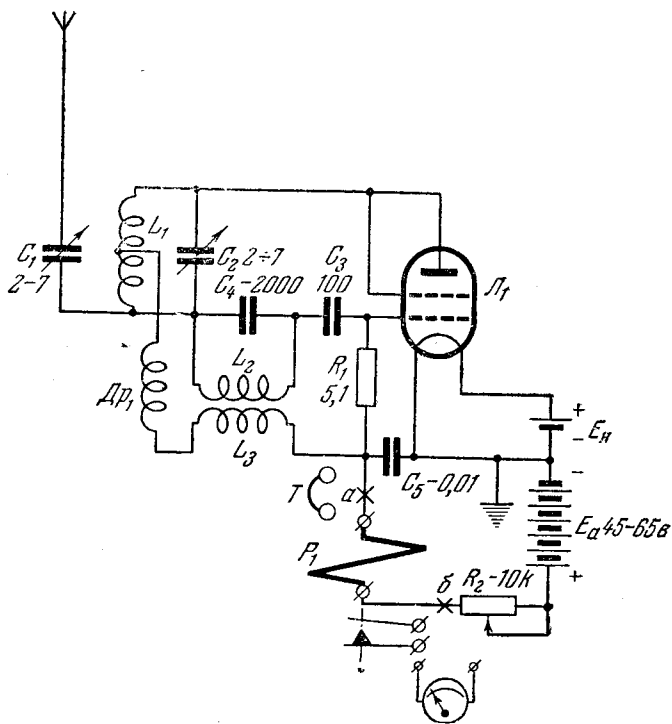 C₁
2-7
L₁
C₂ 2÷7
C₄-2000
C₃
100
Л₁
L₂
R₁
5,1
Др₁
L₃
+
Eн
-
-
T
а
C₅-0,01
Eа 45-65в
P₁
+
б
R₂-10к